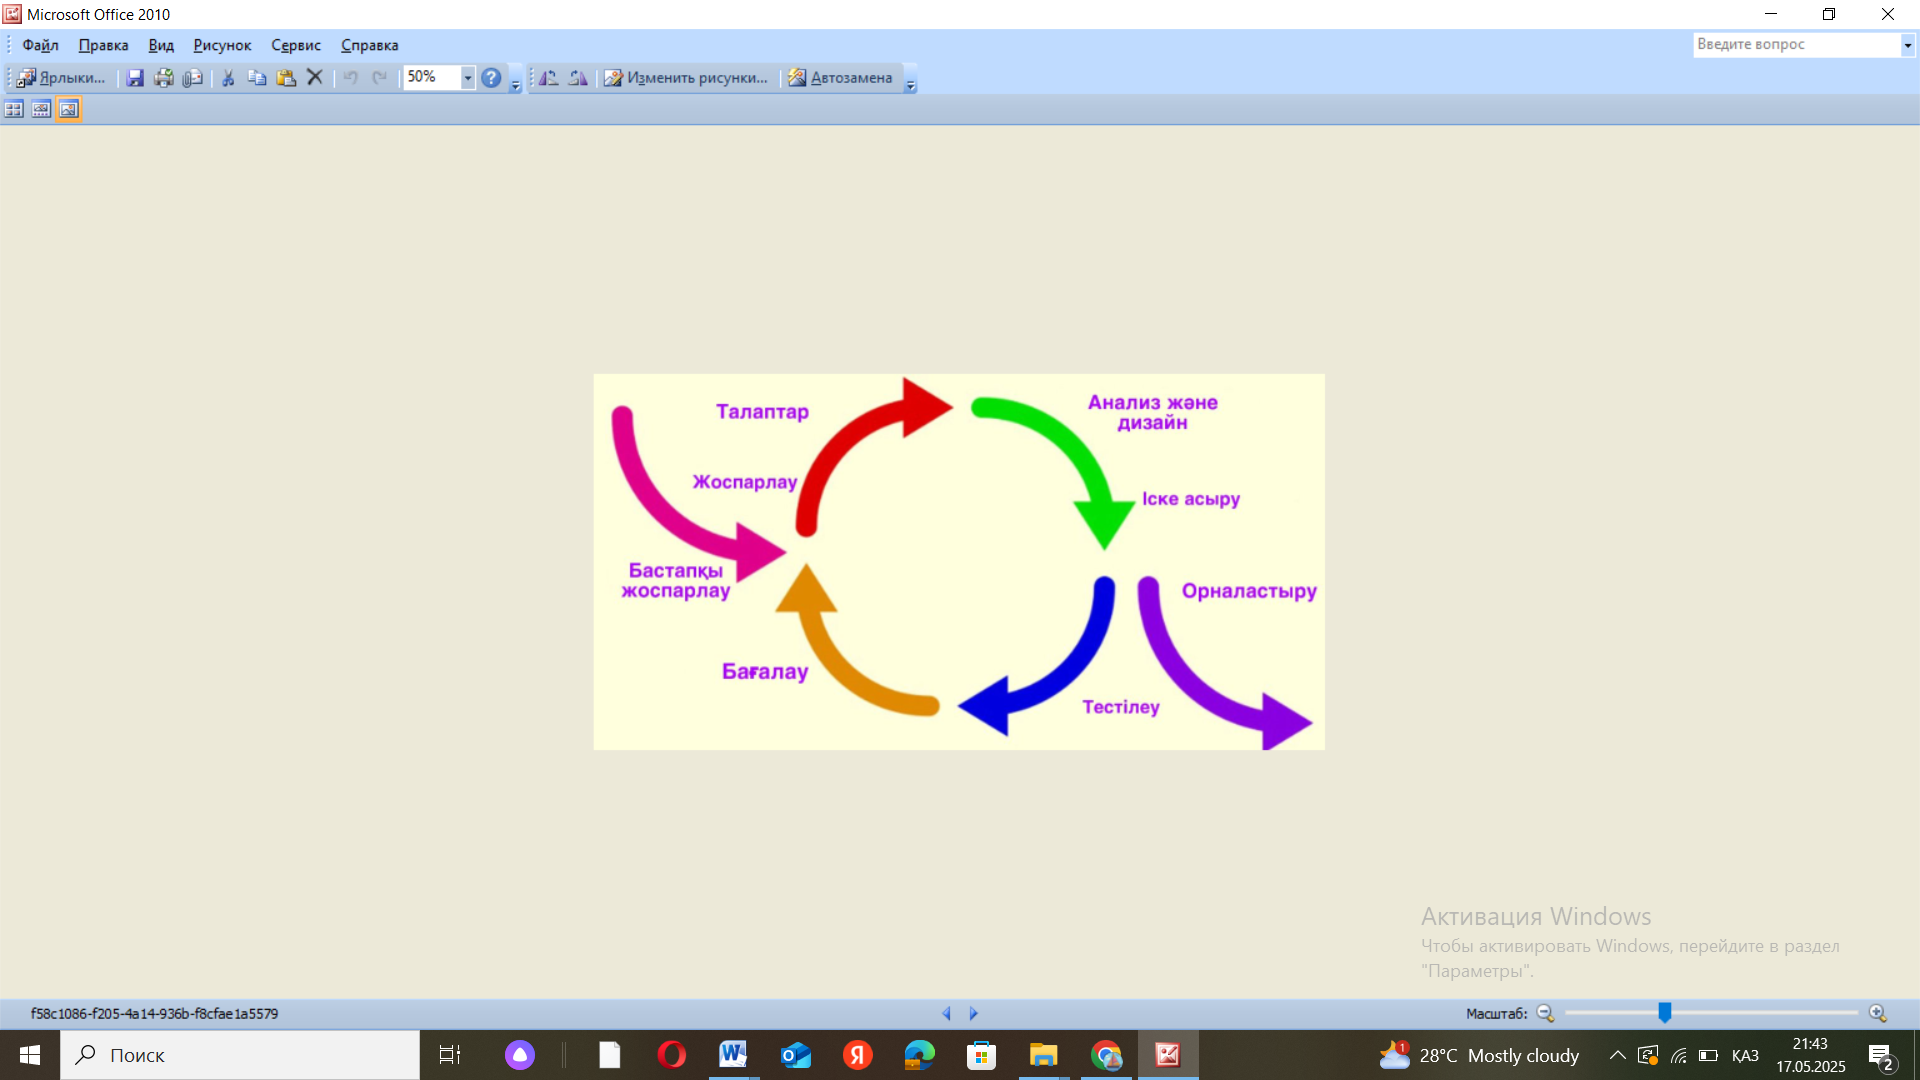 Microsoft Office 2010
Файл Правка Вид Рисунок Сервис Справка
Введите вопрос
Ярлыки...
50%
Изменить рисунки...
Автозамена
Талаптар
Анализ және
дизайн
Жоспарлау
Іске асыру
Бастапқы
жоспарлау
Орналастыру
Бағалау
Тестілеу
Активация Windows
Чтобы активировать Windows, перейдите в раздел
"Параметры".
f58c1086-f205-4a14-936b-f8cfae1a5579
Масштаб:
Поиск
1
28°C Mostly cloudy
ҚАЗ
21:43
17.05.2025
2